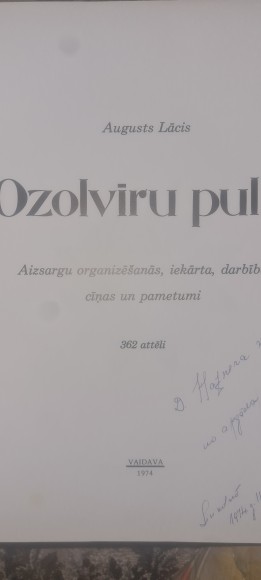 Augusts Lācis
Ozolvīru pul
Aizsargu organizēšanās, iekārta, darbīb
cīņas un pametumi
362 attēli
VAIDAVA
1974